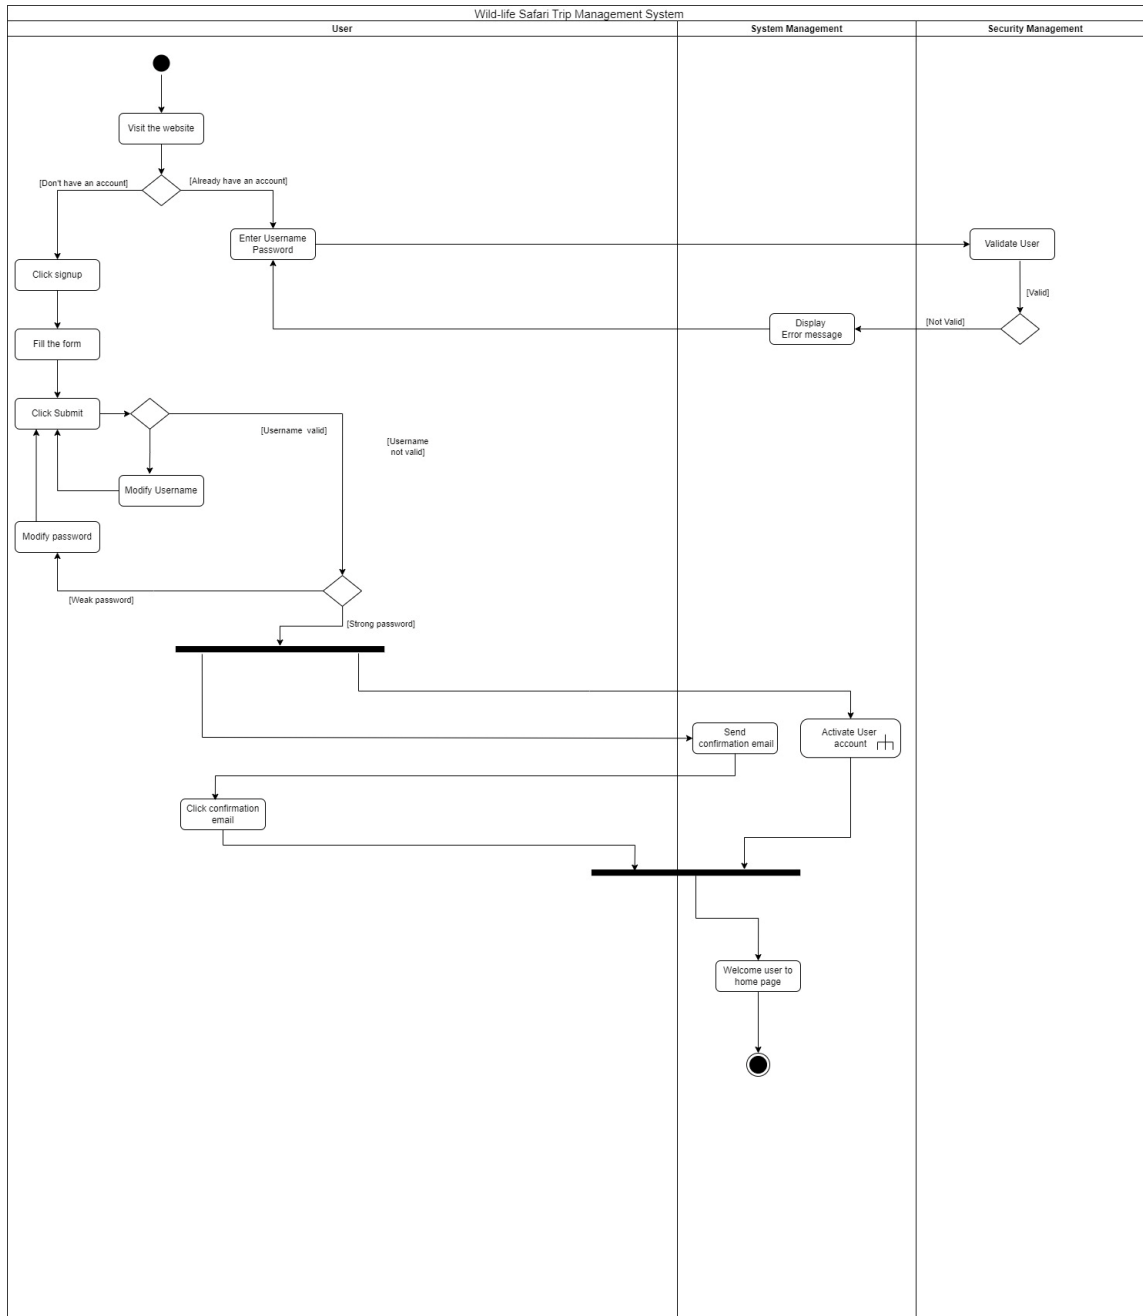 Wild-life Safari Trip Management System
User
System Management
Security Management
Visit the website
[Don't have an account]
[Already have an account]
Enter Username
Password
Validate User
Click signup
[Valid]
Display
Error message
[Not Valid]
Fill the form
Click Submit
[Username  valid]
[Username
not valid]
Modify Username
Modify password
[Weak password]
[Strong password]
Send
confirmation email
Activate User
account
Click confirmation
email
Welcome user to
home page